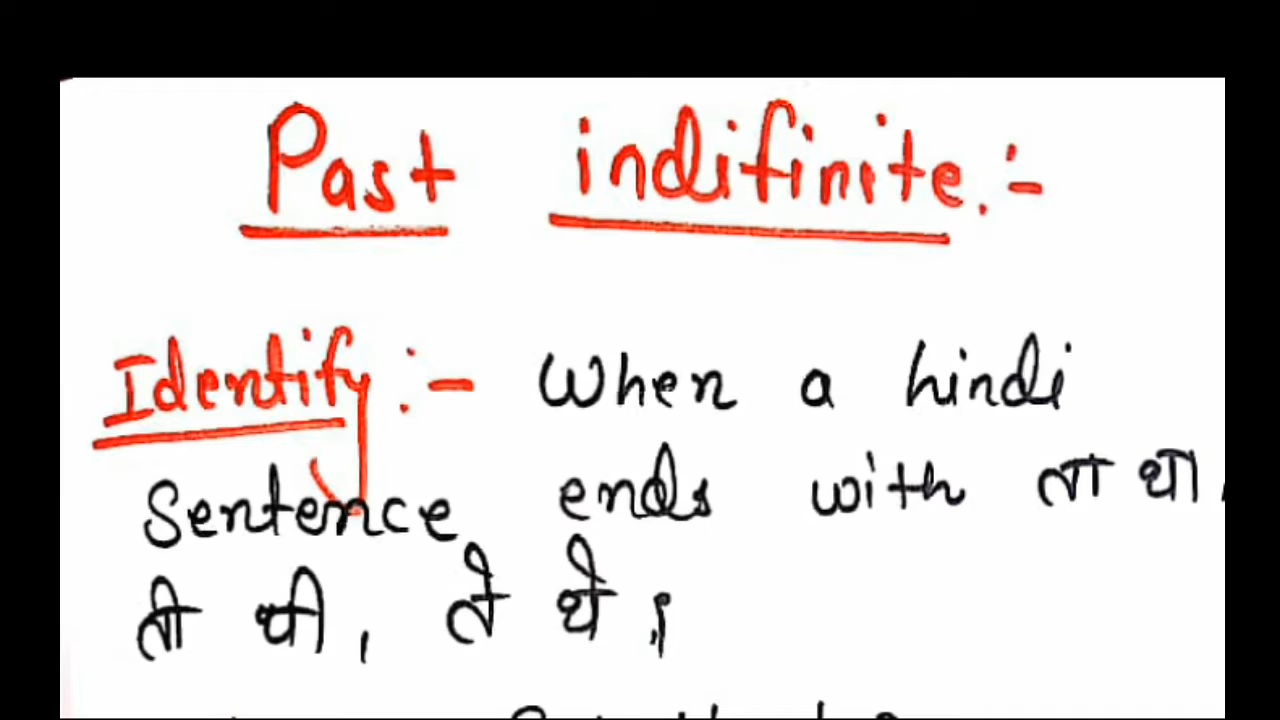 Past indifinite.:-
Identify :- When a hindi
Sentence ends with ता था,
ती थी, ते थे।